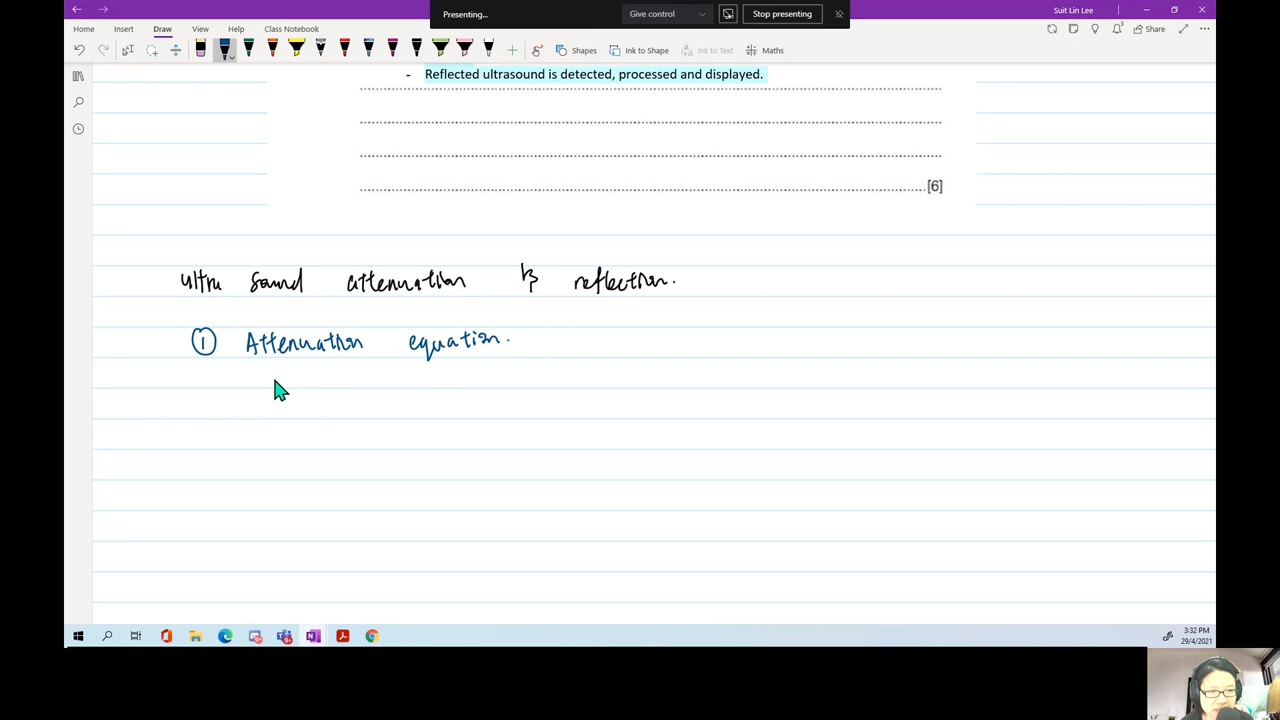 Presenting...
Give control
Stop presenting
Suit Lin Lee
Home Insert Draw View Help Class Notebook
Share
Shapes Ink to Shape Ink to Text Maths
- Reflected ultrasound is detected, processed and displayed.
[6]
ultra sound attenuation & reflection.
① Attenuation equation.
3:32 PM
29/4/2021